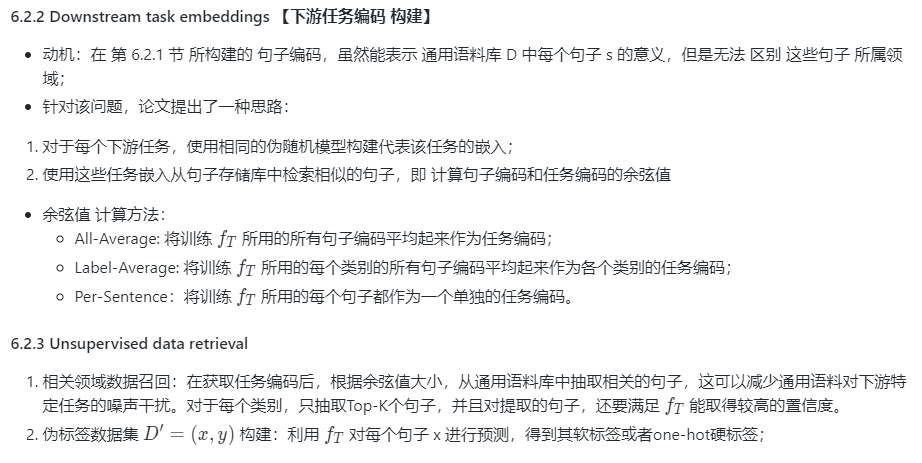 6.2.2 Downstream task embeddings 【下游任务编码 构建】
• 动机：在 第 6.2.1 节 所构建的 句子编码，虽然能表示 通用语料库 D 中每个句子 s 的意义，但是无法 区别 这些句子 所属领
域；
• 针对该问题，论文提出了一种思路：
1. 对于每个下游任务，使用相同的伪随机模型构建代表该任务的嵌入；
2. 使用这些任务嵌入从句子存储库中检索相似的句子，即 计算句子编码和任务编码的余弦值
• 余弦值 计算方法：
○ All-Average: 将训练 f_T 所用的所有句子编码平均起来作为任务编码；
○ Label-Average: 将训练 f_T 所用的每个类别的所有句子编码平均起来作为各个类别的任务编码；
○ Per-Sentence：将训练 f_T 所用的每个句子都作为一个单独的任务编码。
6.2.3 Unsupervised data retrieval
1. 相关领域数据召回：在获取任务编码后，根据余弦值大小，从通用语料库中抽取相关的句子，这可以减少通用语料对下游特
定任务的噪声干扰。对于每个类别，只抽取Top-K个句子，并且对提取的句子，还要满足 f_T 能取得较高的置信度。
2. 伪标签数据集 D′ = (x, y) 构建：利用 f_T 对每个句子 x 进行预测，得到其软标签或者one-hot硬标签；